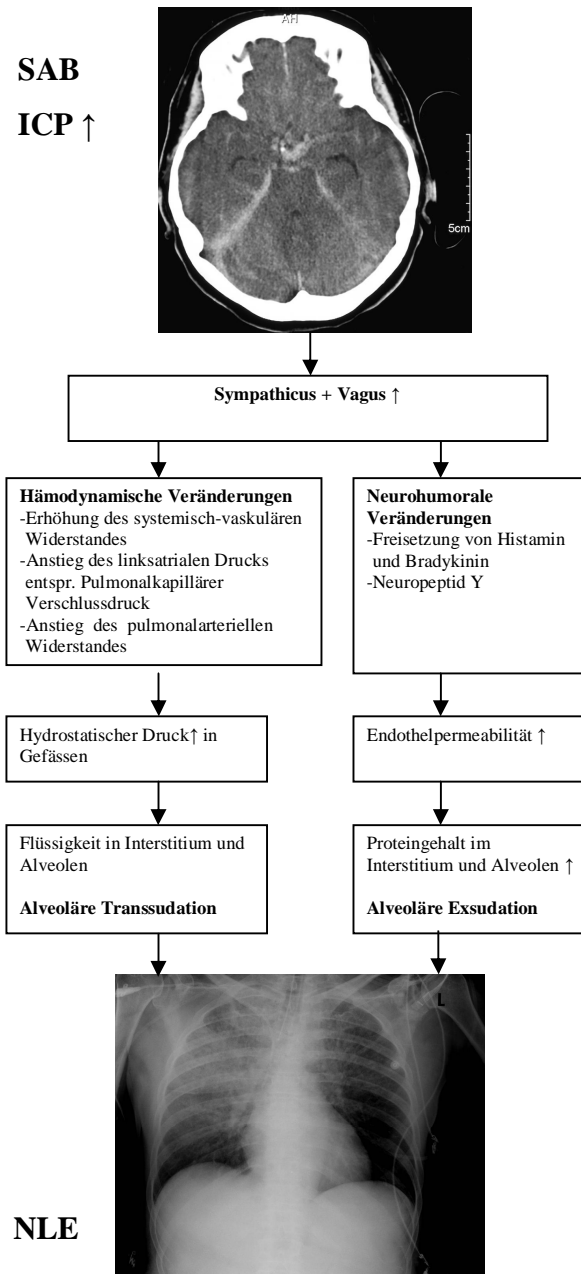 SAB
ICP ↑
AH
5cm
Sympathicus + Vagus ↑
Hämodynamische Veränderungen
-Erhöhung des systemisch-vaskulären
Widerstandes
-Anstieg des linksatrialen Drucks
entspr. Pulmonalkapillärer
Verschlussdruck
-Anstieg des pulmonalarteriellen
Widerstandes
Neurohumorale
Veränderungen
-Freisetzung von Histamin
und Bradykinin
-Neuropeptid Y
Hydrostatischer Druck↑ in
Gefässen
Endothelpermeabilität ↑
Flüssigkeit in Interstitium und
Alveolen
Alveoläre Transsudation
Proteingehalt im
Interstitium und Alveolen ↑
Alveoläre Exsudation
L
NLE